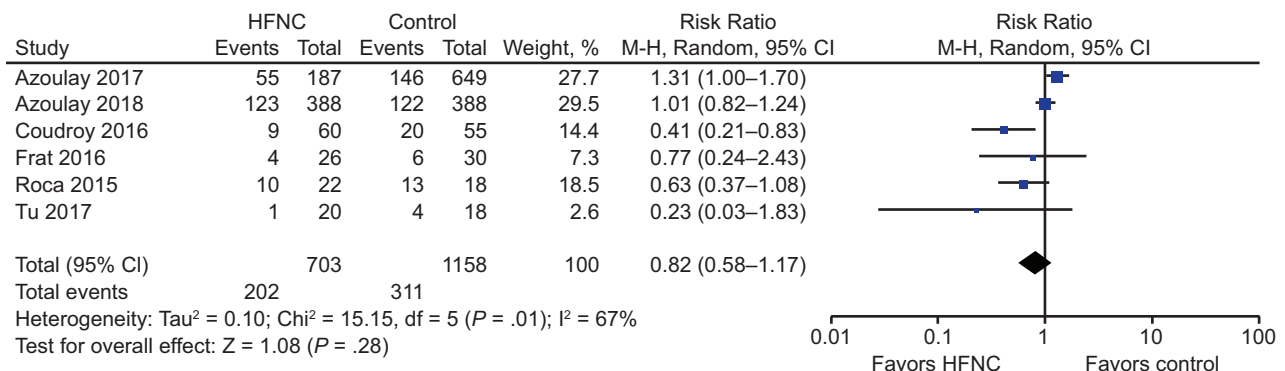 HFNC Control Risk Ratio Risk Ratio
Study Events Total Events Total Weight, % M-H, Random, 95% CI M-H, Random, 95% CI
Azoulay 2017 55 187 146 649 27.7 1.31 (1.00–1.70)
Azoulay 2018 123 388 122 388 29.5 1.01 (0.82–1.24)
Coudroy 2016 9 60 20 55 14.4 0.41 (0.21–0.83)
Frat 2016 4 26 6 30 7.3 0.77 (0.24–2.43)
Roca 2015 10 22 13 18 18.5 0.63 (0.37–1.08)
Tu 2017 1 20 4 18 2.6 0.23 (0.03–1.83)
Total (95% CI) 703 1158 100 0.82 (0.58–1.17)
Total events 202 311
Heterogeneity: Tau² = 0.10; Chi² = 15.15, df = 5 (P = .01); I² = 67%
Test for overall effect: Z = 1.08 (P = .28)
0.01 0.1 1 10 100
Favors HFNC Favors control